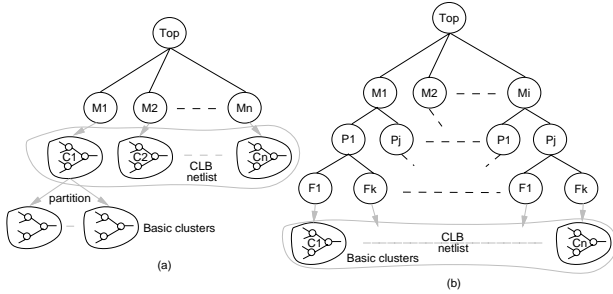 Top
M1 M2 Mn
C1 C2 Cn
CLB
netlist
partition
Basic clusters
(a)
Top
M1 M2 Mi
P1 Pj P1 Pj
F1 Fk F1 Fk
C1 CLB Cn
netlist
Basic clusters
(b)